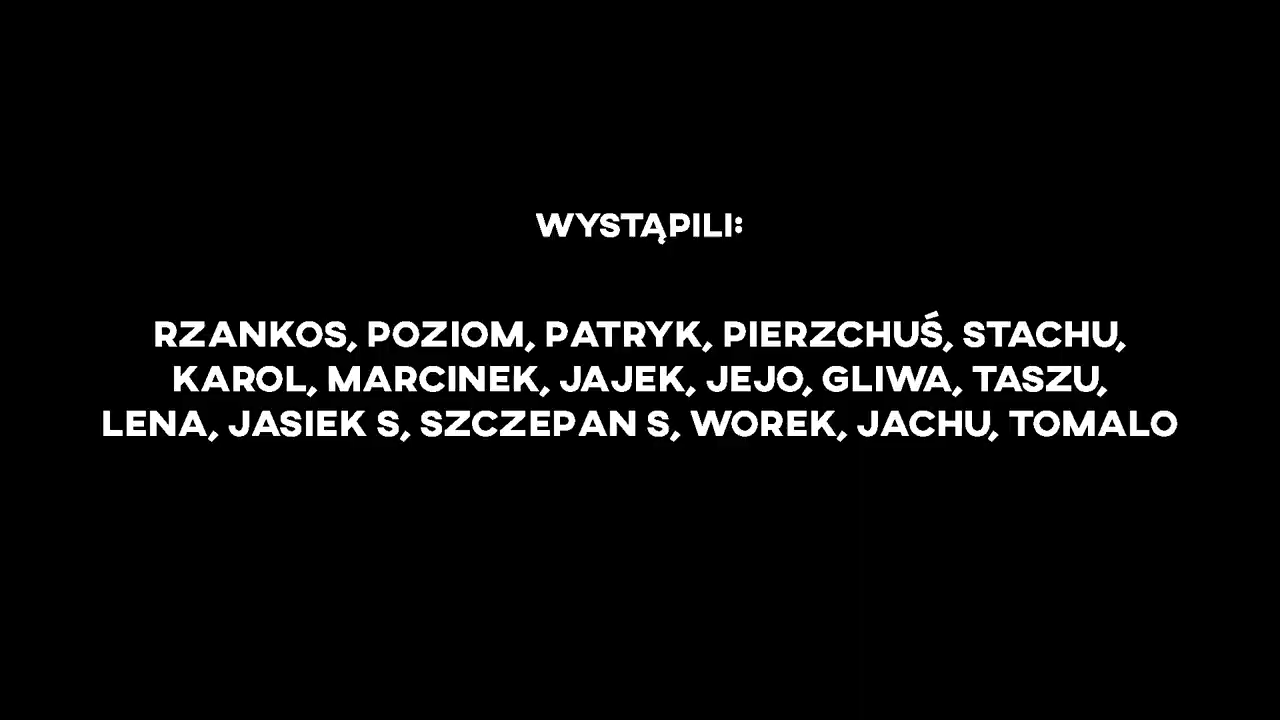 WYSTĄPILI:
RZANKOS, POZIOM, PATRYK, PIERZCHUŚ, STACHU,
KAROL, MARCINEK, JAJEK, JEJO, GLIWA, TASZU,
LENA, JASIEK S, SZCZEPAN S, WOREK, JACHU, TOMALO